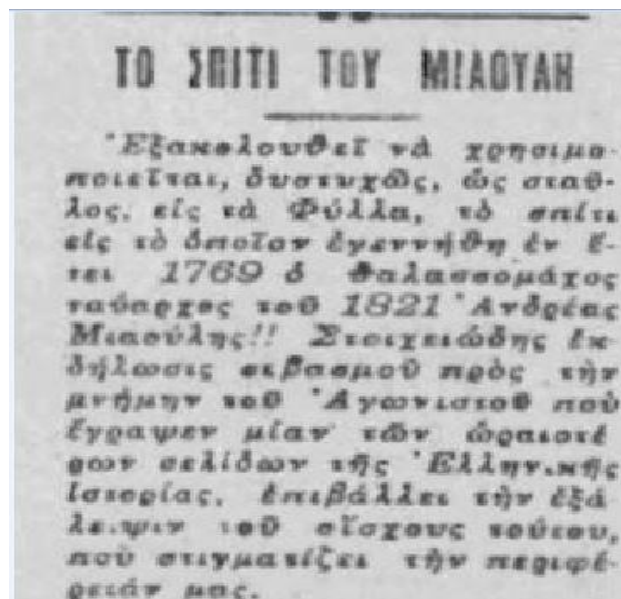 ΤΟ ΣΠΙΤΙ ΤΟΥ ΜΙΑΟΥΛΗ
Ἐξακολουθεῖ νὰ χρησιμο-
ποιεῖται, δυστυχῶς, ὡς σταῦ-
λος, εἰς τὰ Φύλλα, τὸ σπίτι
εἰς τὸ ὁποῖον ἐγεννήθη ἐν ἔ-
τει 1769 ὁ θαλασσομάχος
ναύαρχος τοῦ 1821 Ἀνδρέας
Μιαούλης!! Στοιχειώδης ἐκ-
δήλωσις σεβασμοῦ πρὸς τὴν
μνήμην τοῦ Ἀγωνιστοῦ ποὺ
ἔγραψεν μίαν τῶν ὡραιοτέ
ρων σελίδων τῆς Ἑλληνικῆς
ἱστορίας, ἐπιβάλλει τὴν ἐξά
λειψιν τοῦ αἴσχους τούτου,
ποὺ στιγματίζει τὴν περιφέ-
ρειάν μας.